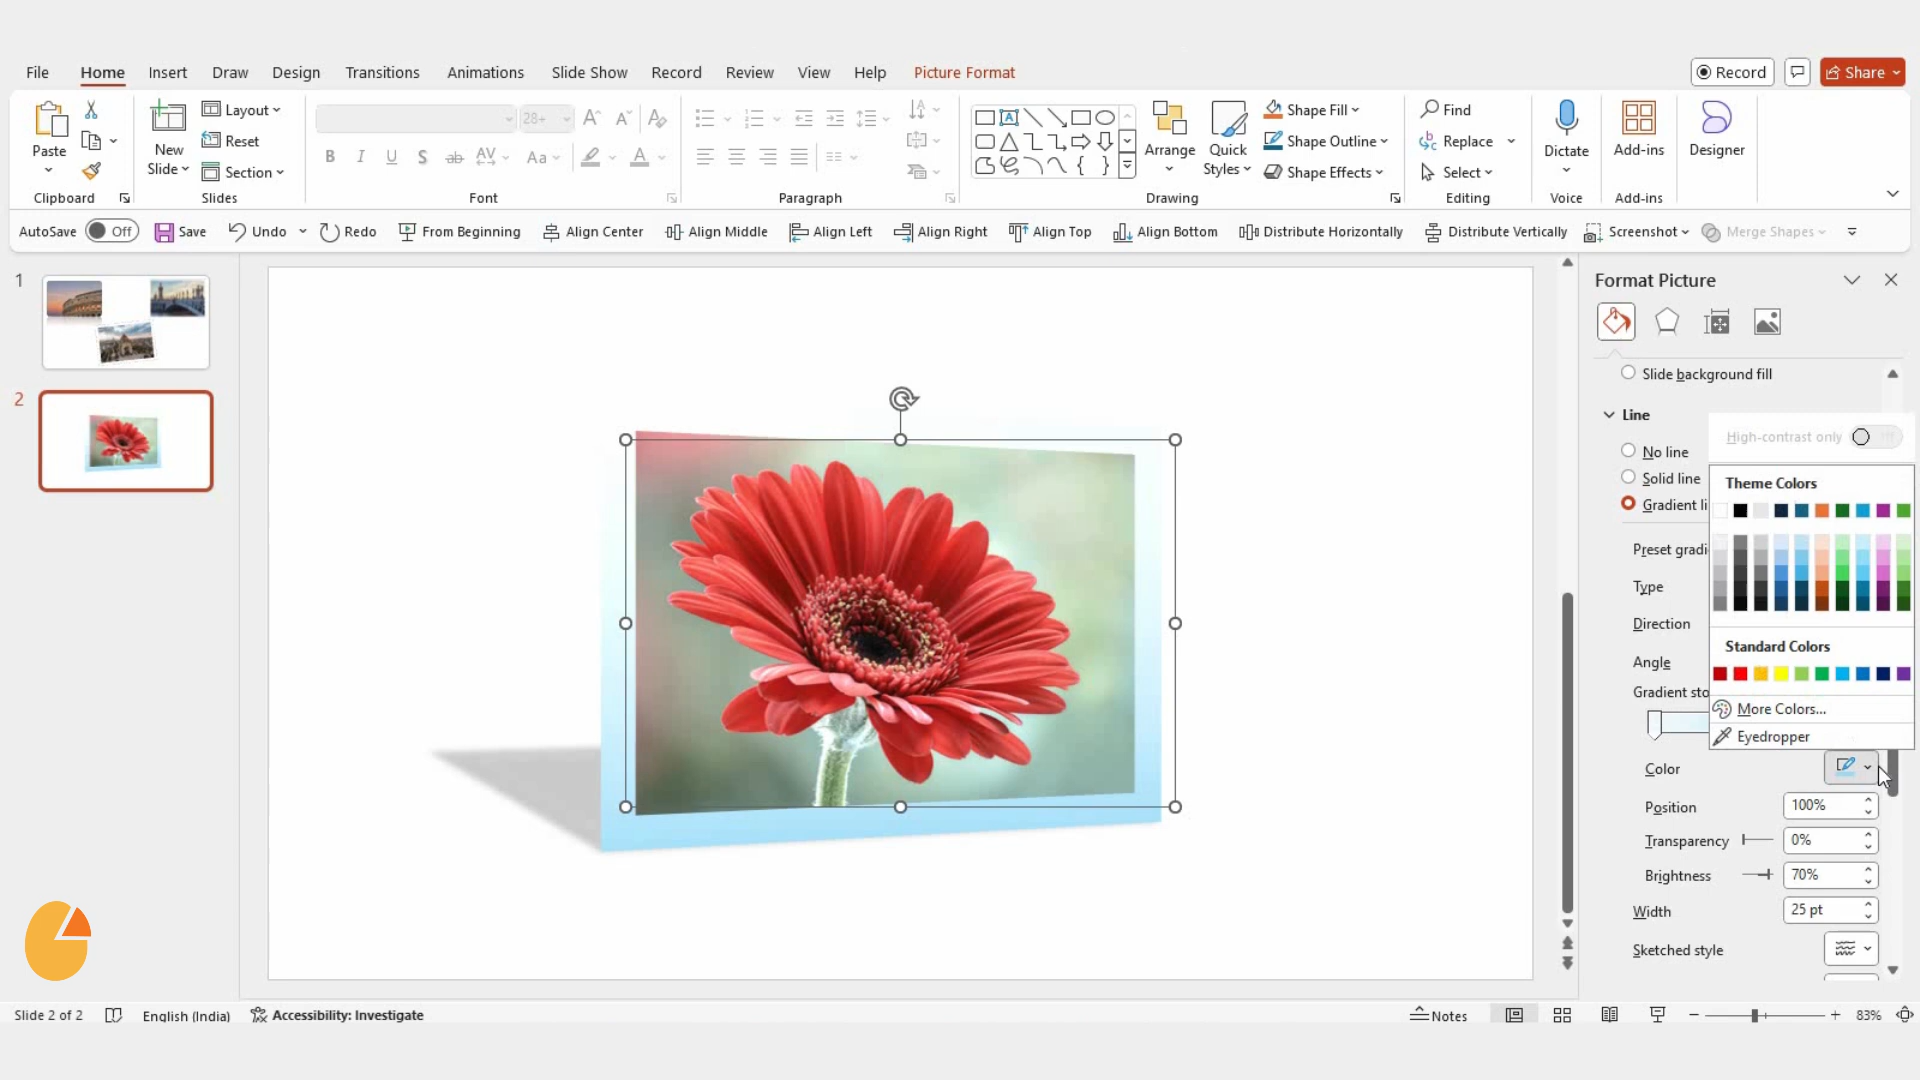 File Home Insert Draw Design Transitions Animations Slide Show Record Review View Help Picture Format Record Share
Paste
Clipboard
New
Slide
Layout
Reset
Section
Slides
28+
B I U S ab AV Aa A
Font
Paragraph
Arrange
Quick
Styles
Shape Fill
Shape Outline
Shape Effects
Drawing
Find
Replace
Select
Editing
Dictate
Voice
Add-ins
Add-ins
Designer
AutoSave Off Save Undo Redo From Beginning Align Center Align Middle Align Left Align Right Align Top Align Bottom Distribute Horizontally Distribute Vertically Screenshot Merge Shapes
1
2
Format Picture
Slide background fill
Line
No line
Solid line
Gradient li
Preset gradi
Type
Direction
Angle
Gradient sto
High-contrast only
Theme Colors
Standard Colors
More Colors...
Eyedropper
Color
Position 100%
Transparency 0%
Brightness 70%
Width 25 pt
Sketched style
Slide 2 of 2 English (India) Accessibility: Investigate Notes 83%